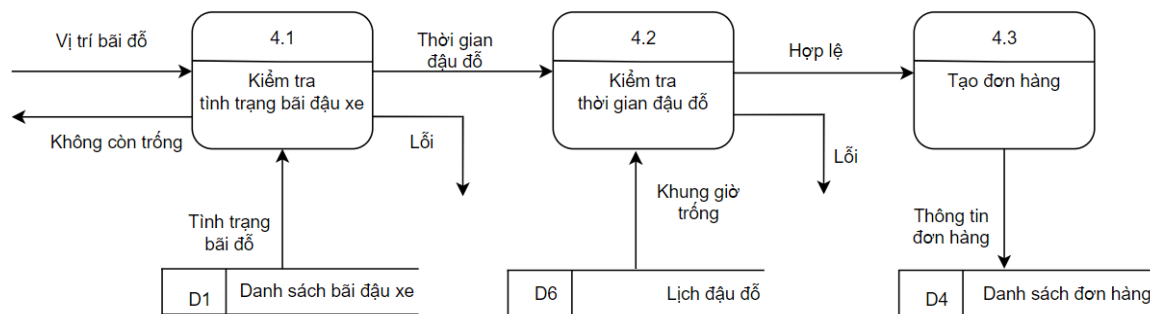 Vị trí bãi đỗ
Không còn trống
4.1
Kiểm tra
tình trạng bãi đậu xe
Thời gian
đậu đỗ
Lỗi
Tình trạng
bãi đỗ
D1
Danh sách bãi đậu xe
4.2
Kiểm tra
thời gian đậu đỗ
Hợp lệ
Lỗi
Khung giờ
trống
D6
Lịch đậu đỗ
4.3
Tạo đơn hàng
Thông tin
đơn hàng
D4
Danh sách đơn hàng